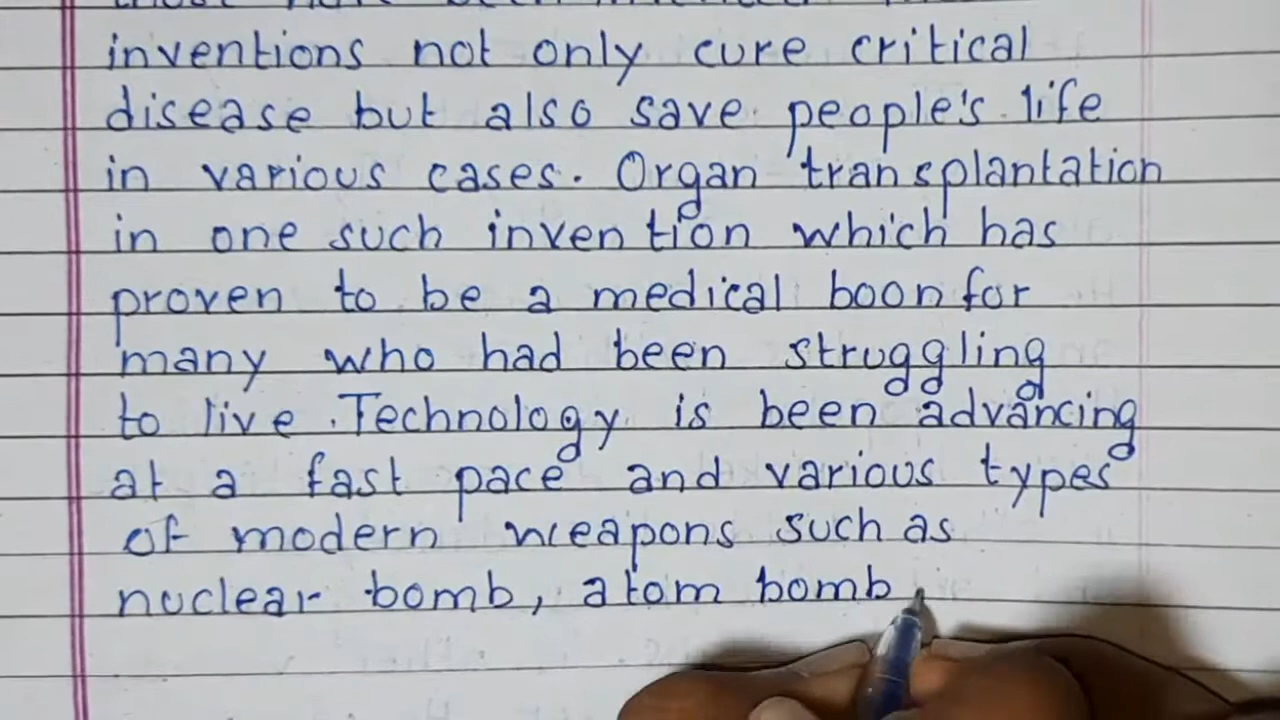 inventions not only cure critical
disease but also save people's life
in various cases. Organ transplantation
in one such invention which has
proven to be a medical boon for
many who had been struggling
to live. Technology is been advancing
at a fast pace and various types
of modern weapons such as
nuclear bomb, atom bomb